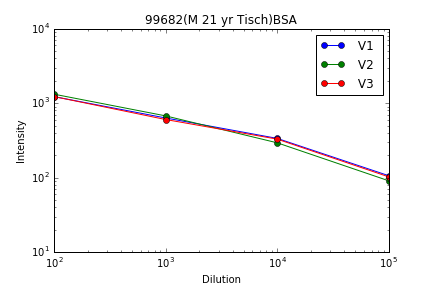 99682(M 21 yr Tisch)BSA
10^4
10^3
10^2
10^1
Intensity
V1
V2
V3
10^2 10^3 10^4 10^5
Dilution